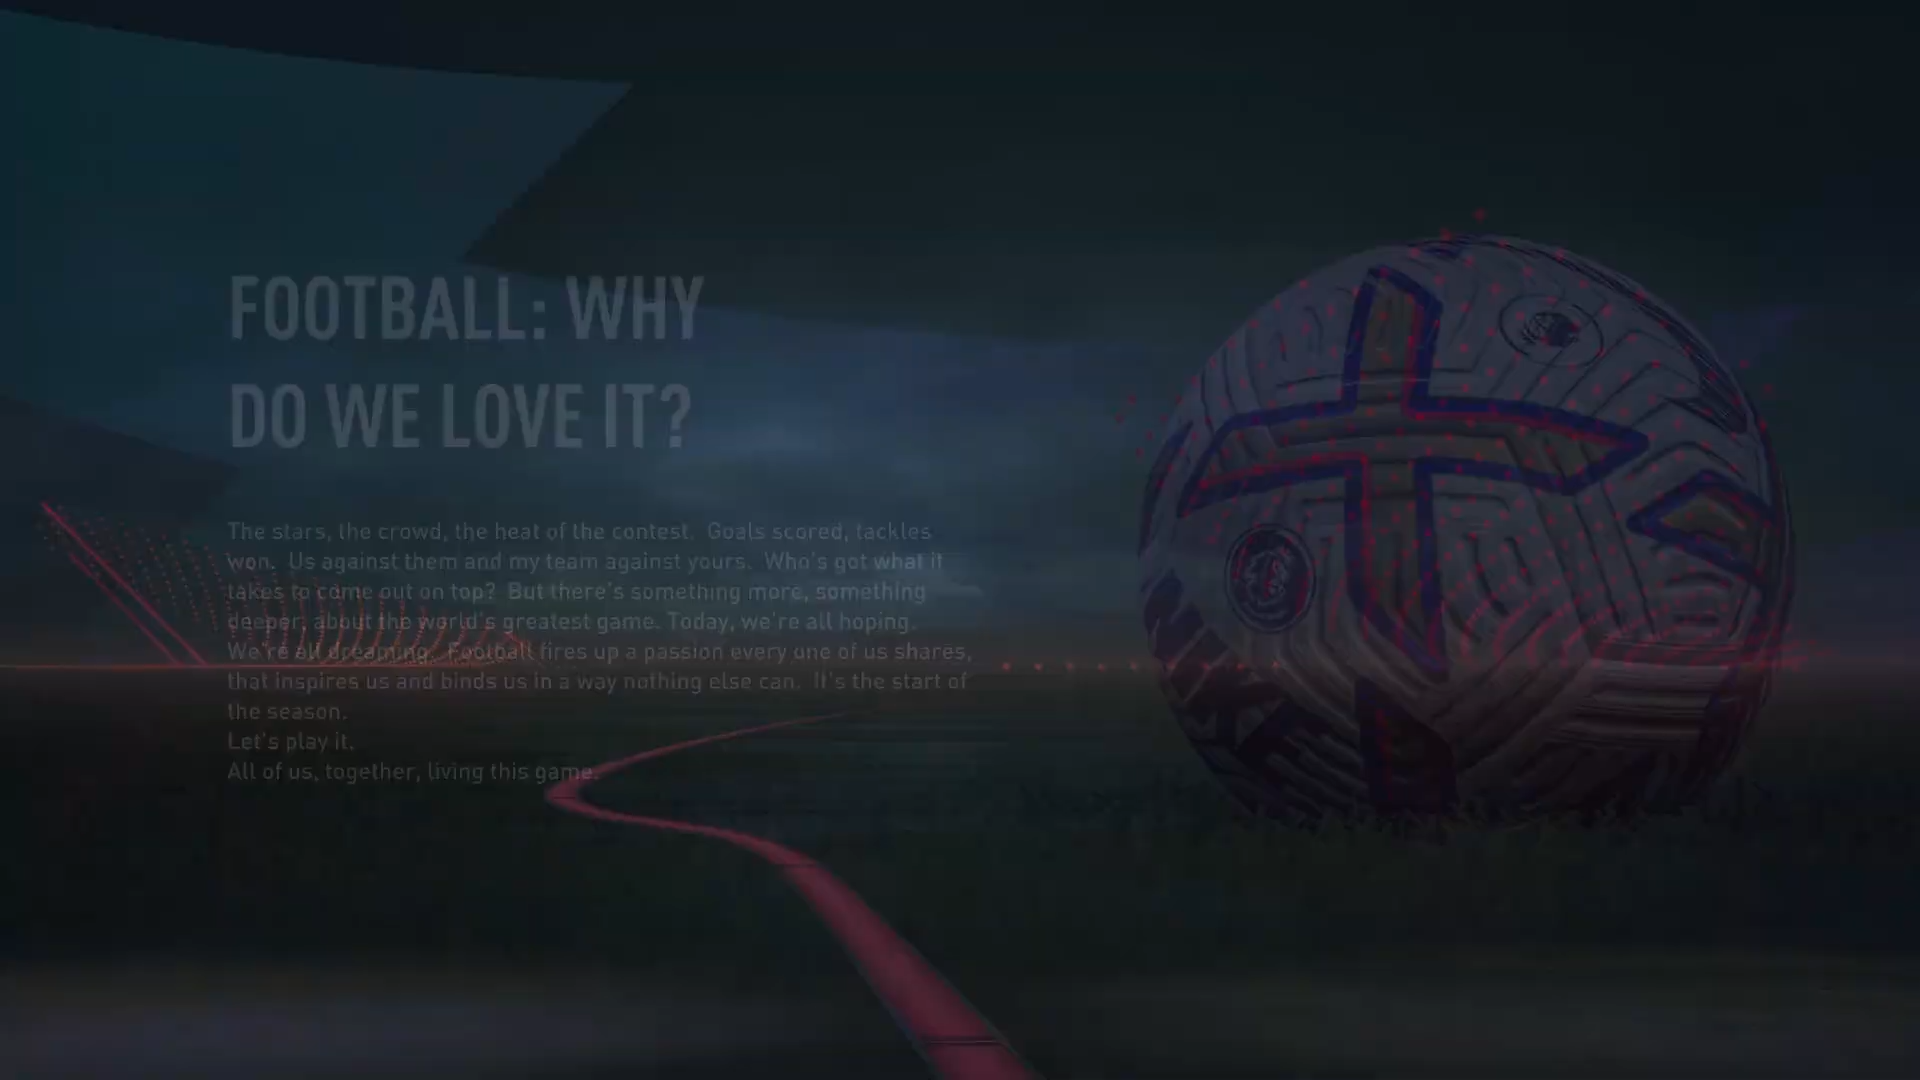 FOOTBALL: WHY
DO WE LOVE IT?
The stars, the crowd, the heat of the contest. Goals scored, tackles
won. Us against them and my team against yours. Who's got what it
takes to come out on top? But there's something more, something
deeper, about the world's greatest game. Today, we're all hoping.
We're all dreaming. Football fires up a passion every one of us shares,
that inspires us and binds us in a way nothing else can. It's the start of
the season.
Let's play it.
All of us, together, living this game.